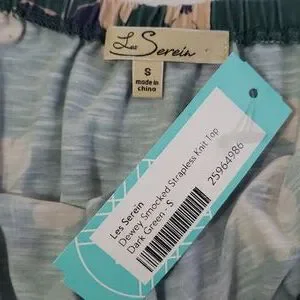 Les Serein
S
made in
china
Les Serein
Dewey Smocked Strapless Knit Top
Dark Green - S
25964986